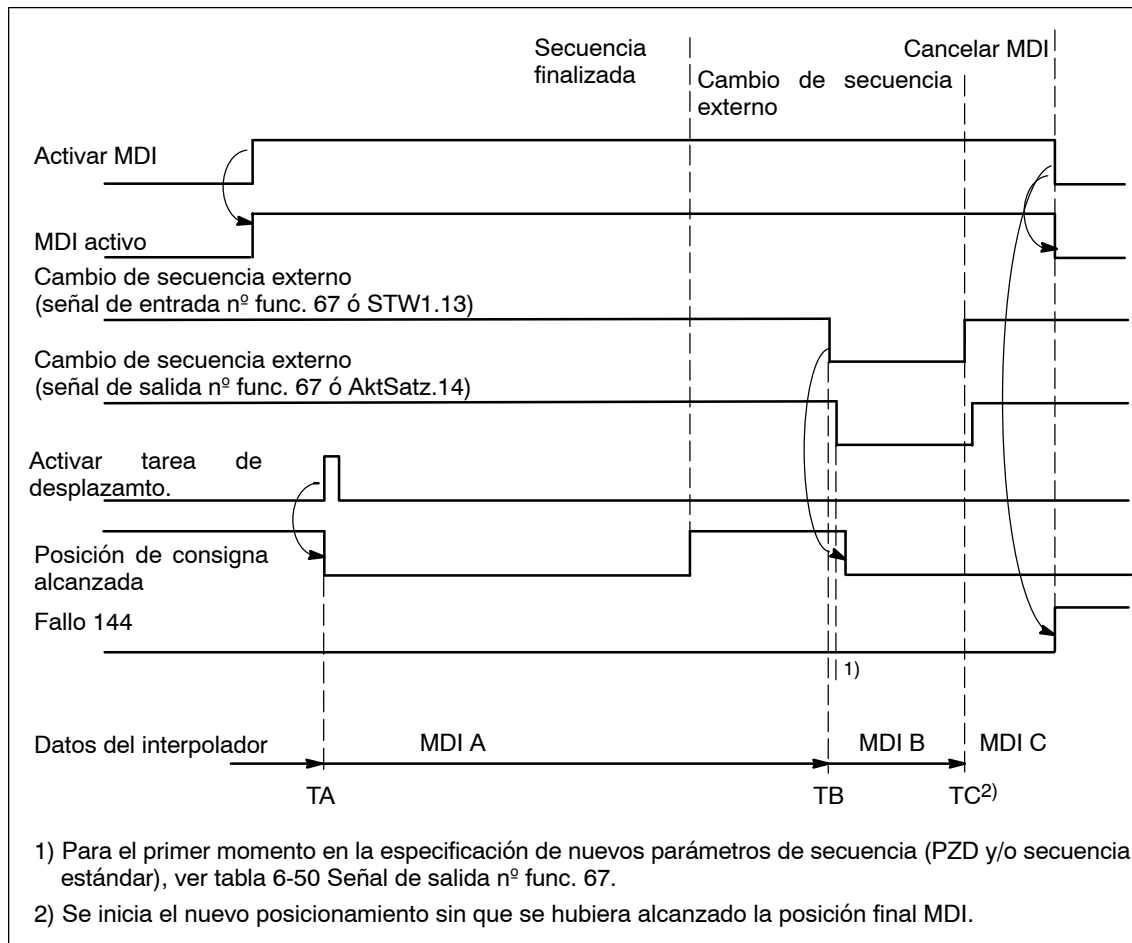 Secuencia
finalizada
Cancelar MDI
Cambio de secuencia
externo
Activar MDI
MDI activo
Cambio de secuencia externo
(señal de entrada nº func. 67 ó STW1.13)
Cambio de secuencia externo
(señal de salida nº func. 67 ó AktSatz.14)
Activar tarea de
desplazamto.
Posición de consigna
alcanzada
Fallo 144
1)
Datos del interpolador
MDI A
MDI B
MDI C
TA
TB
TC2)
1) Para el primer momento en la especificación de nuevos parámetros de secuencia (PZD y/o secuencia
estándar), ver tabla 6-50 Señal de salida nº func. 67.
2) Se inicia el nuevo posicionamiento sin que se hubiera alcanzado la posición final MDI.